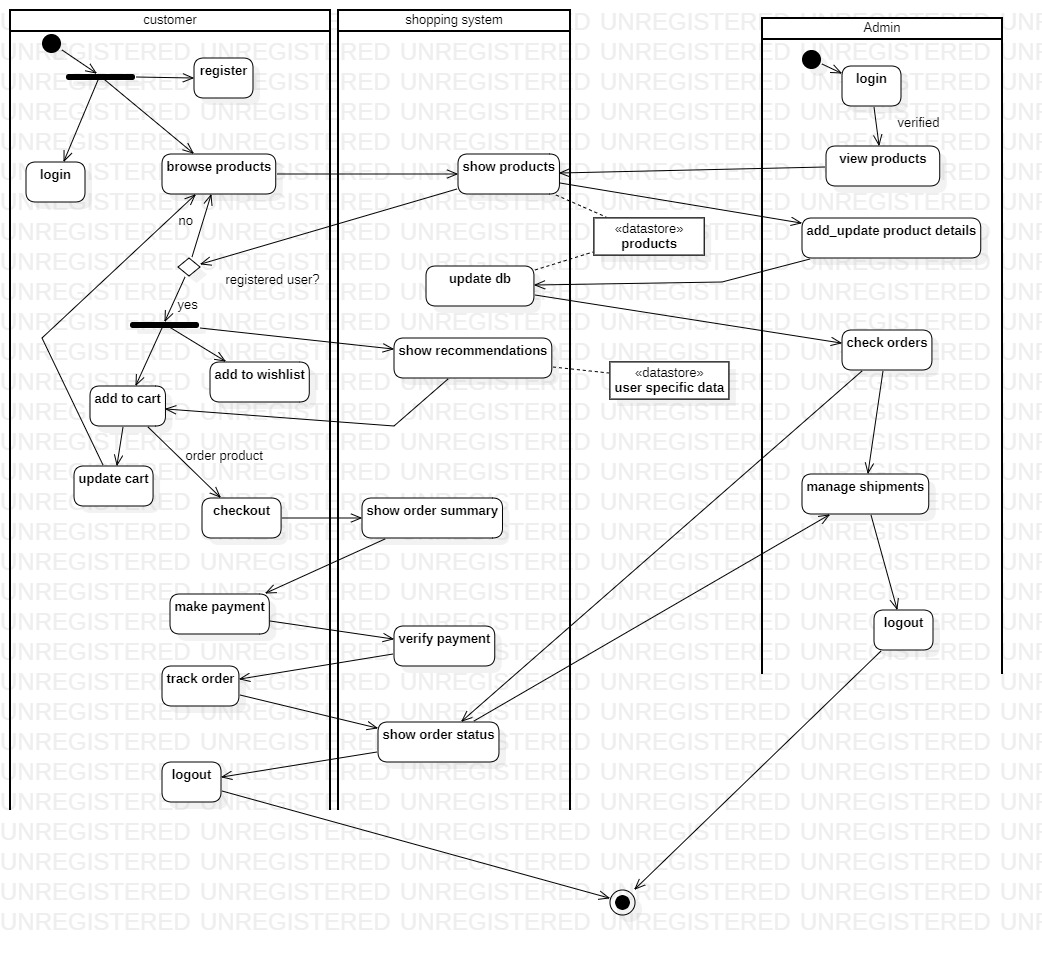 customer
shopping system
Admin
register
login
verified
login
browse products
show products
view products
no
«datastore»
products
add_update product details
registered user?
update db
yes
show recommendations
check orders
add to wishlist
«datastore»
user specific data
add to cart
order product
update cart
checkout
show order summary
manage shipments
make payment
verify payment
logout
track order
show order status
logout
UNREGISTERED